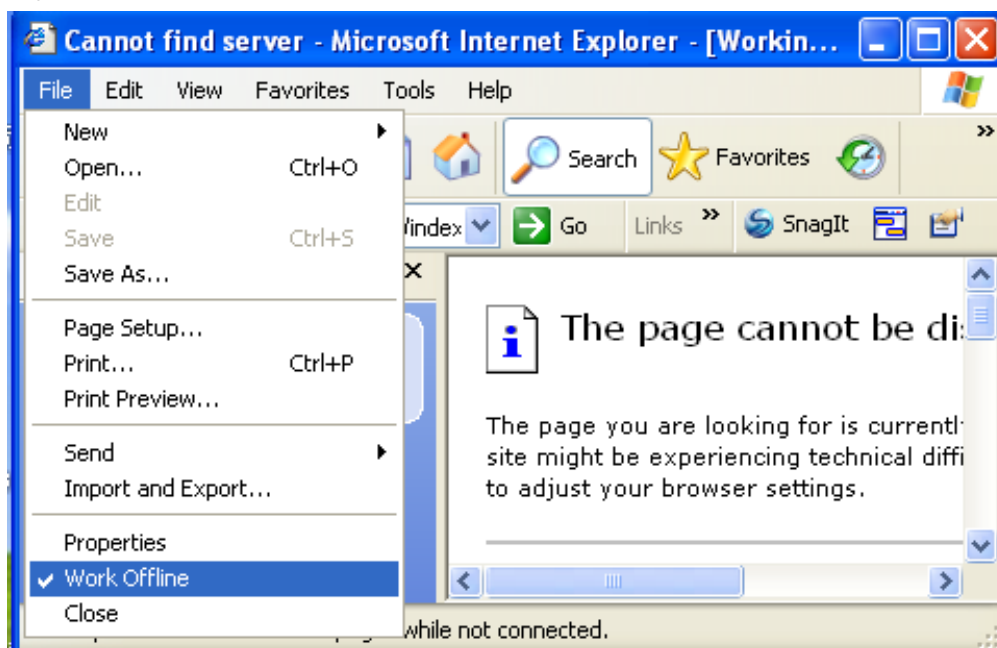 Cannot find server - Microsoft Internet Explorer - [Workin...
File Edit View Favorites Tools Help
New
Open... Ctrl+O
Edit
Save Ctrl+S
Save As...
Page Setup...
Print... Ctrl+P
Print Preview...
Send
Import and Export...
Properties
Work Offline
Close
Search Favorites »
Go Links » SnagIt
The page cannot be
The page you are looking for is
site might be experiencing technical
to adjust your browser settings.
while not connected.